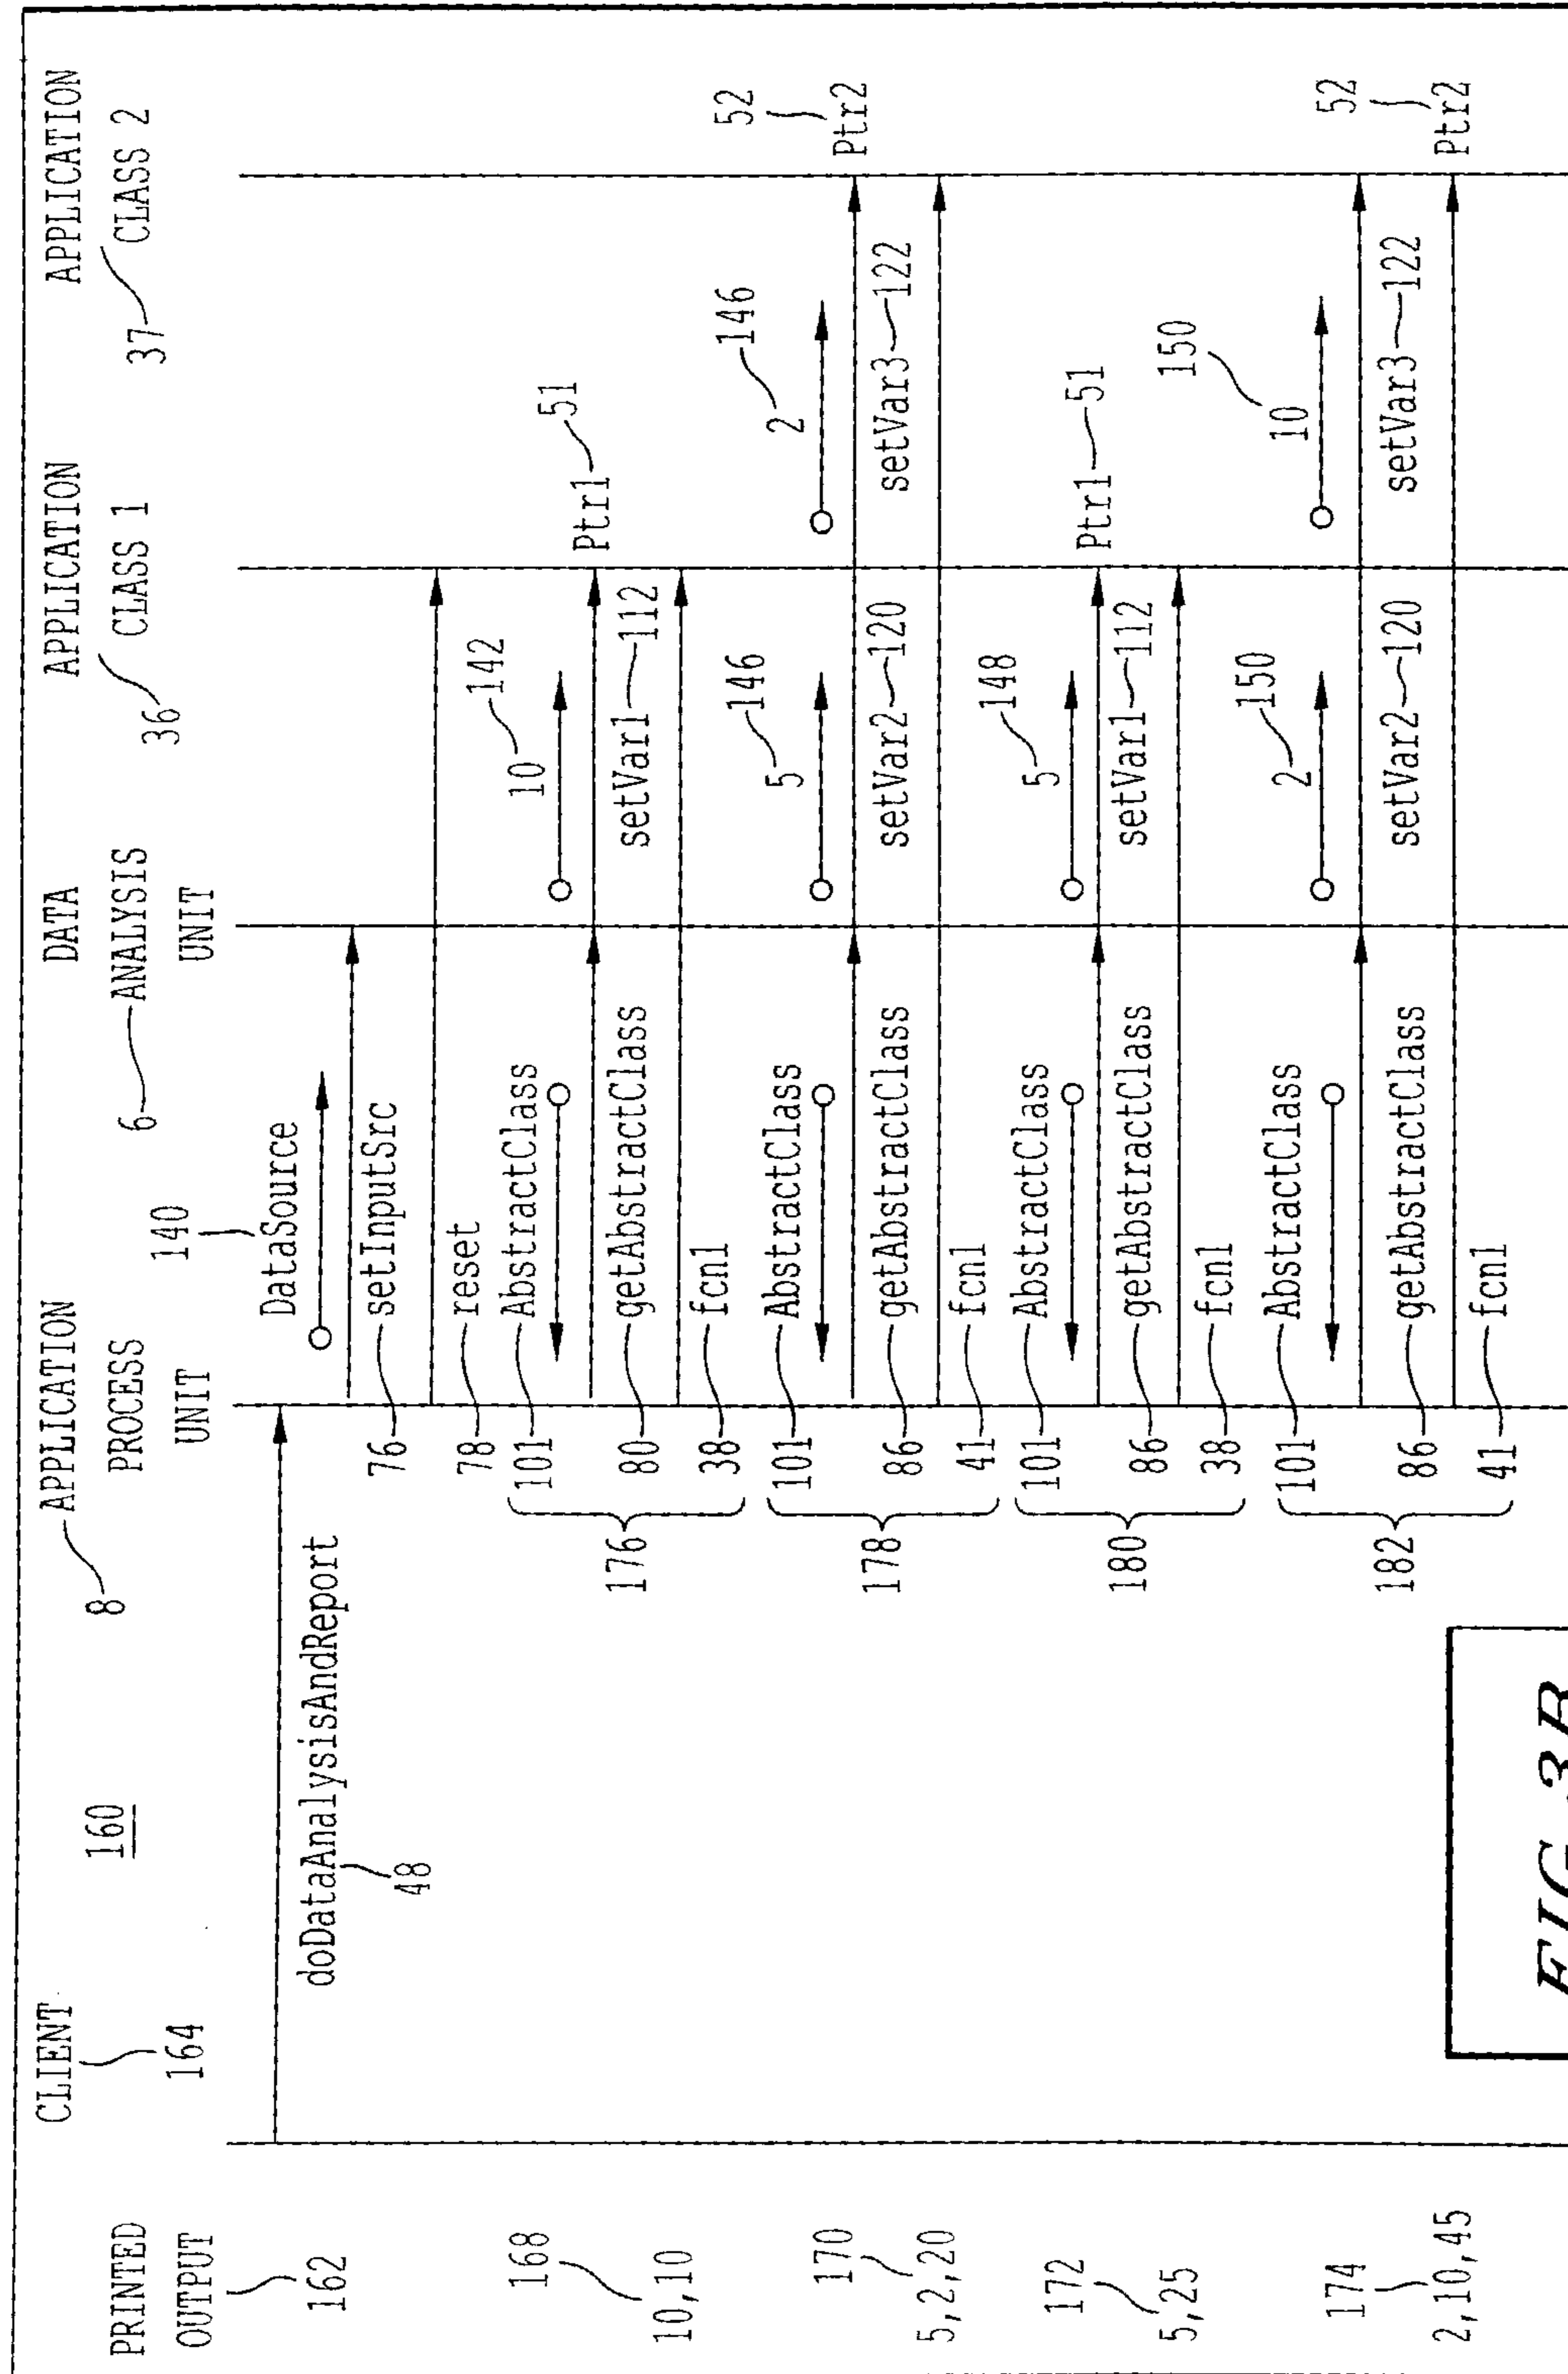 PRINTED
OUTPUT
162
CLIENT
164
160
8 APPLICATION
PROCESS
UNIT
DATA
6 ANALYSIS
UNIT
APPLICATION
36 CLASS 1
APPLICATION
37 CLASS 2
doDataAnalysisAndReport
48
140
DataSource
76 setInputSrc
78 reset
168
10,10
176
101 AbstractClass
10 142
80 getAbstractClass
setVar1 112
Ptr1 51
38 fcn1
170
5,2,20
178
101 AbstractClass
5 146
2 146
86 getAbstractClass
setVar2 120
setVar3 122
52
Ptr2
41 fcn1
172
5,25
180
101 AbstractClass
5 148
86 getAbstractClass
setVar1 112
Ptr1 51
38 fcn1
174
2,10,45
182
101 AbstractClass
2 150
10 150
86 getAbstractClass
setVar2 120
setVar3 122
52
Ptr2
41 fcn1
FIG. 3B